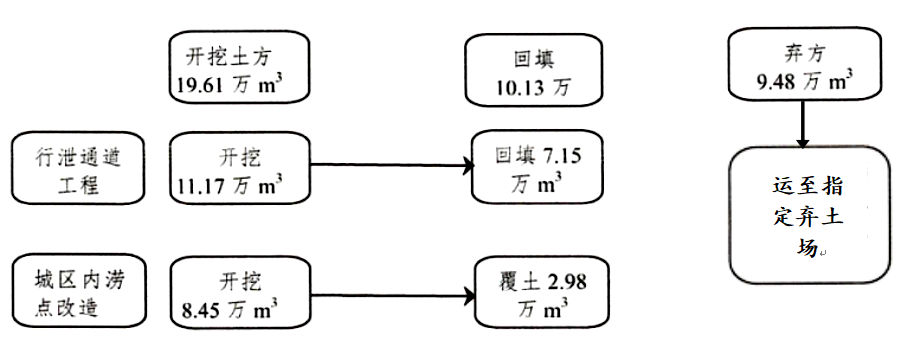 开挖土方
19.61 万 m³
回填
10.13 万
弃方
9.48 万 m³
行泄通道
工程
开挖
11.17 万 m³
回填 7.15
万 m³
运至指
定弃土
场
城区内涝
点改造
开挖
8.45 万 m³
覆土 2.98
万 m³